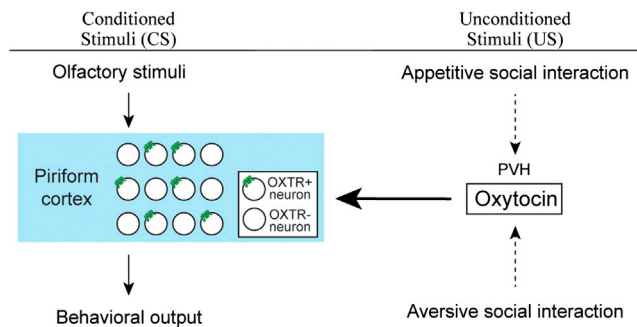 Conditioned
Stimuli (CS)
Unconditioned
Stimuli (US)
Olfactory stimuli
Appetitive social interaction
Piriform
cortex
OXTR+
neuron
OXTR-
neuron
PVH
Oxytocin
Behavioral output
Aversive social interaction